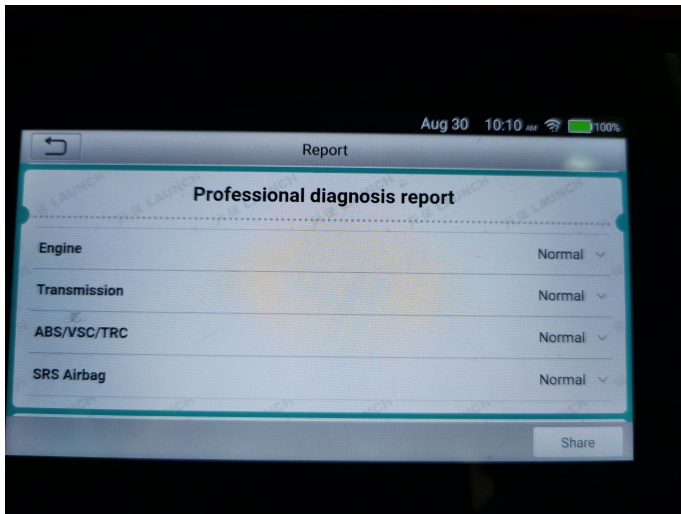 Aug 30 10:10 AM 100%
Report
Professional diagnosis report
Engine Normal
Transmission Normal
ABS/VSC/TRC Normal
SRS Airbag Normal
Share
LAUNCH